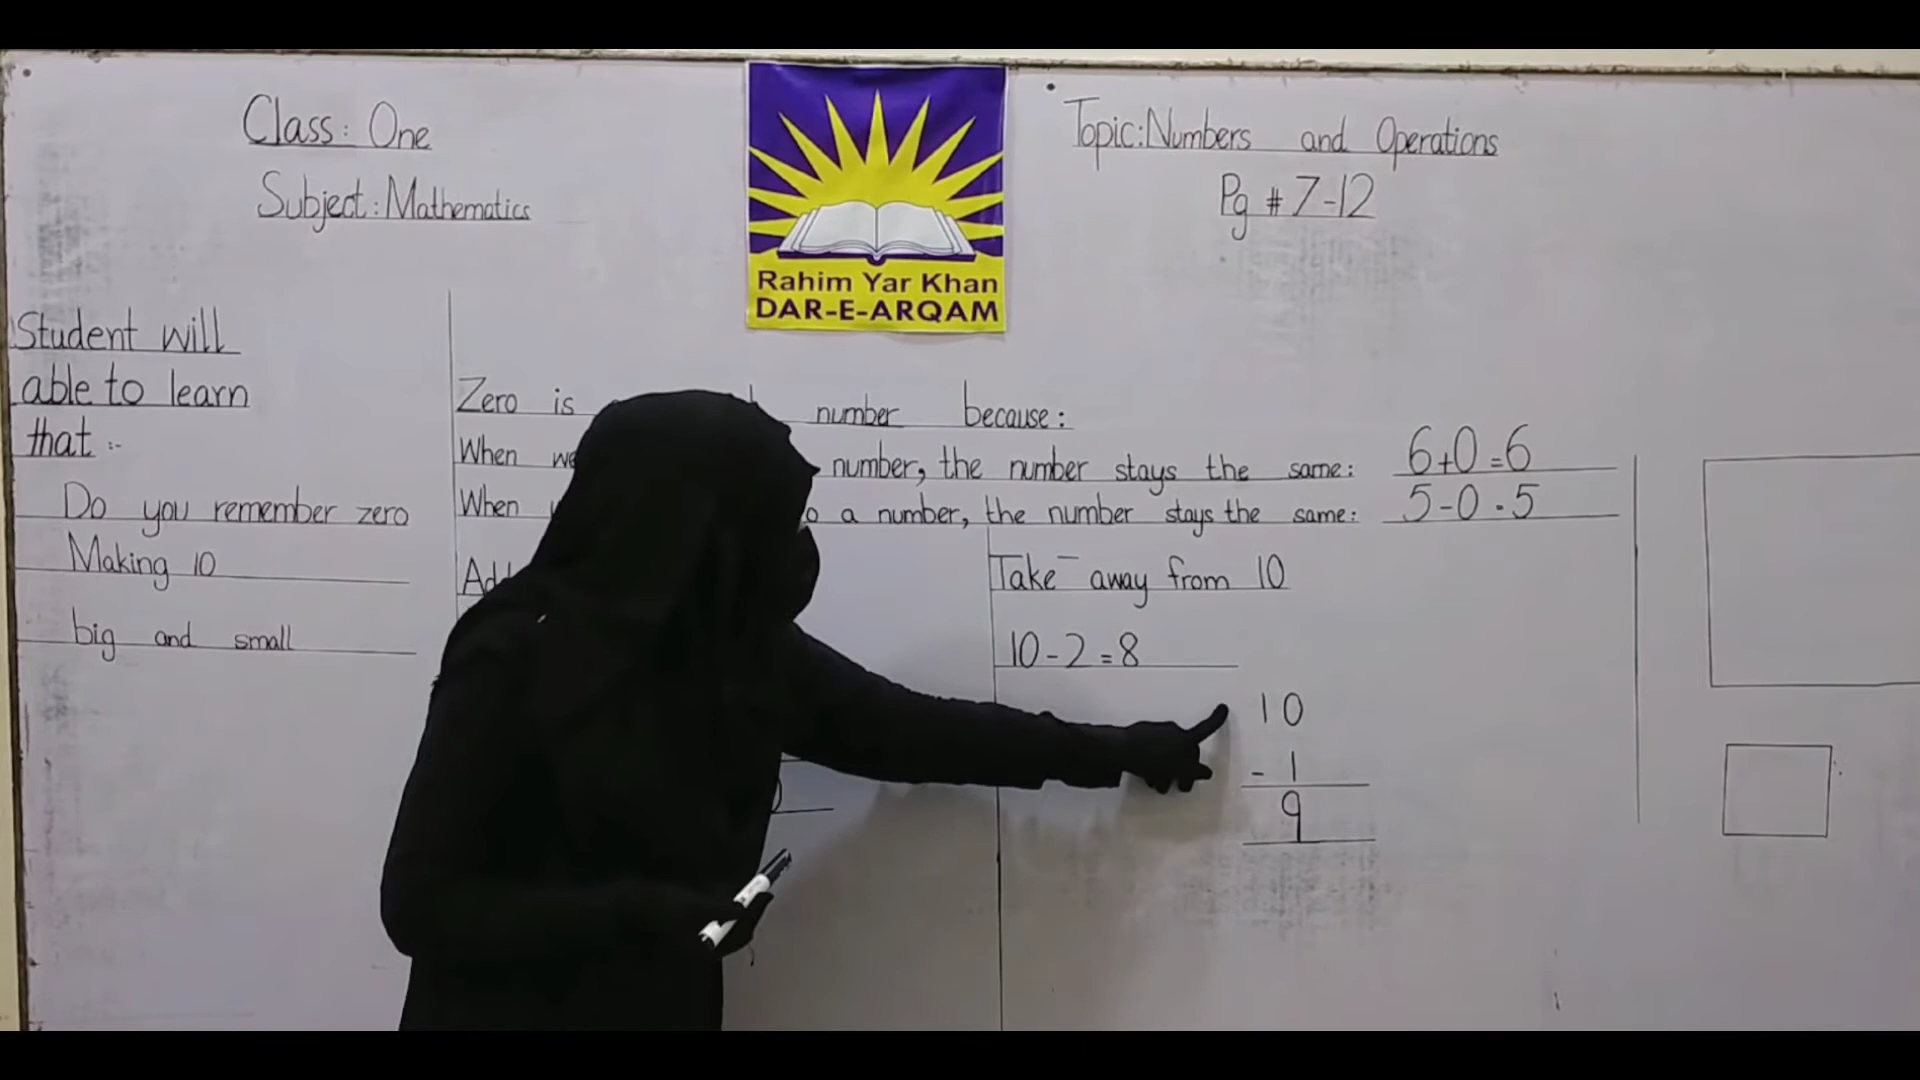 Class: One
Subject: Mathematics
Rahim Yar Khan
DAR-E-ARQAM
Topic: Numbers and Operations
Pg # 7-12
Student will
able to learn
that :-
Do you remember zero
Making 10
big and small
Zero is number because:
When we number, the number stays the same: 6+0=6
When a number, the number stays the same: 5-0=5
Take away from 10
10-2=8
10
- 1
9